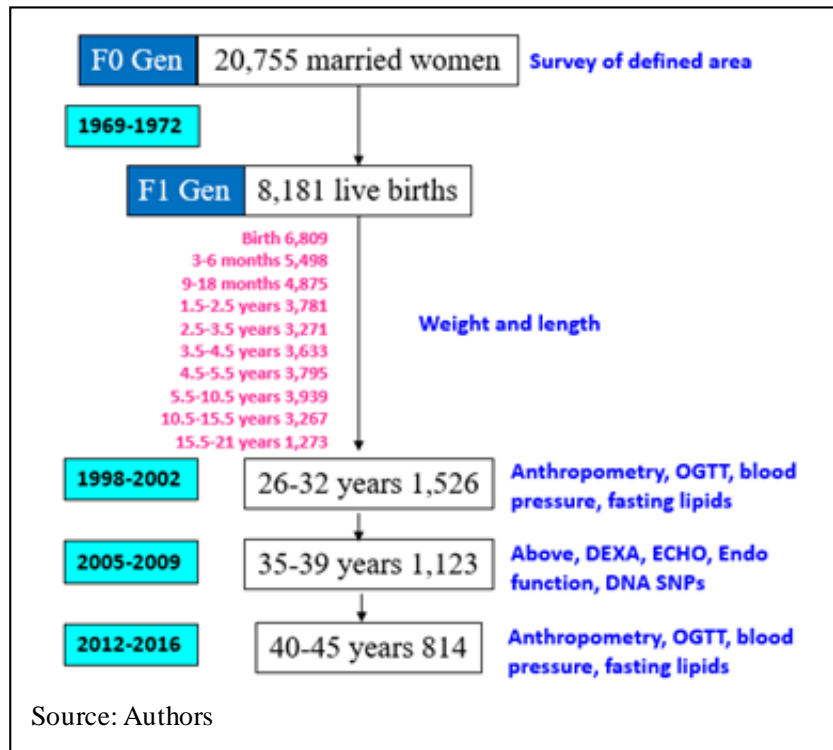 F0 Gen 20,755 married women Survey of defined area
1969-1972
F1 Gen 8,181 live births
Birth 6,809
3-6 months 5,498
9-18 months 4,875
1.5-2.5 years 3,781
2.5-3.5 years 3,271
Weight and length
3.5-4.5 years 3,633
4.5-5.5 years 3,795
5.5-10.5 years 3,939
10.5-15.5 years 3,267
15.5-21 years 1,273
1998-2002
26-32 years 1,526
Anthropometry, OGTT, blood
pressure, fasting lipids
2005-2009
35-39 years 1,123
Above, DEXA, ECHO, Endo
function, DNA SNPs
2012-2016
40-45 years 814
Anthropometry, OGTT, blood
pressure, fasting lipids
Source: Authors